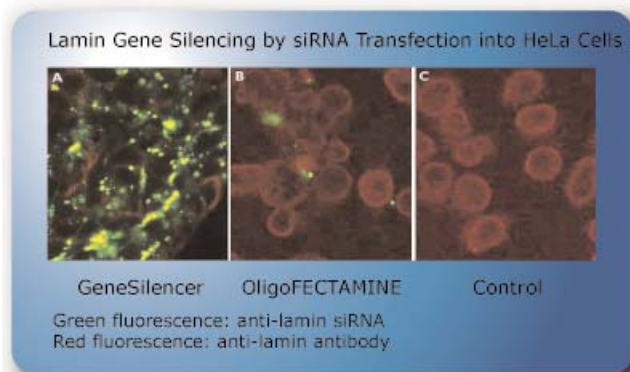 Lamin Gene Silencing by siRNA Transfection into HeLa Cells
A B C
GeneSilencer OligoFECTAMINE Control
Green fluorescence: anti-lamin siRNA
Red fluorescence: anti-lamin antibody